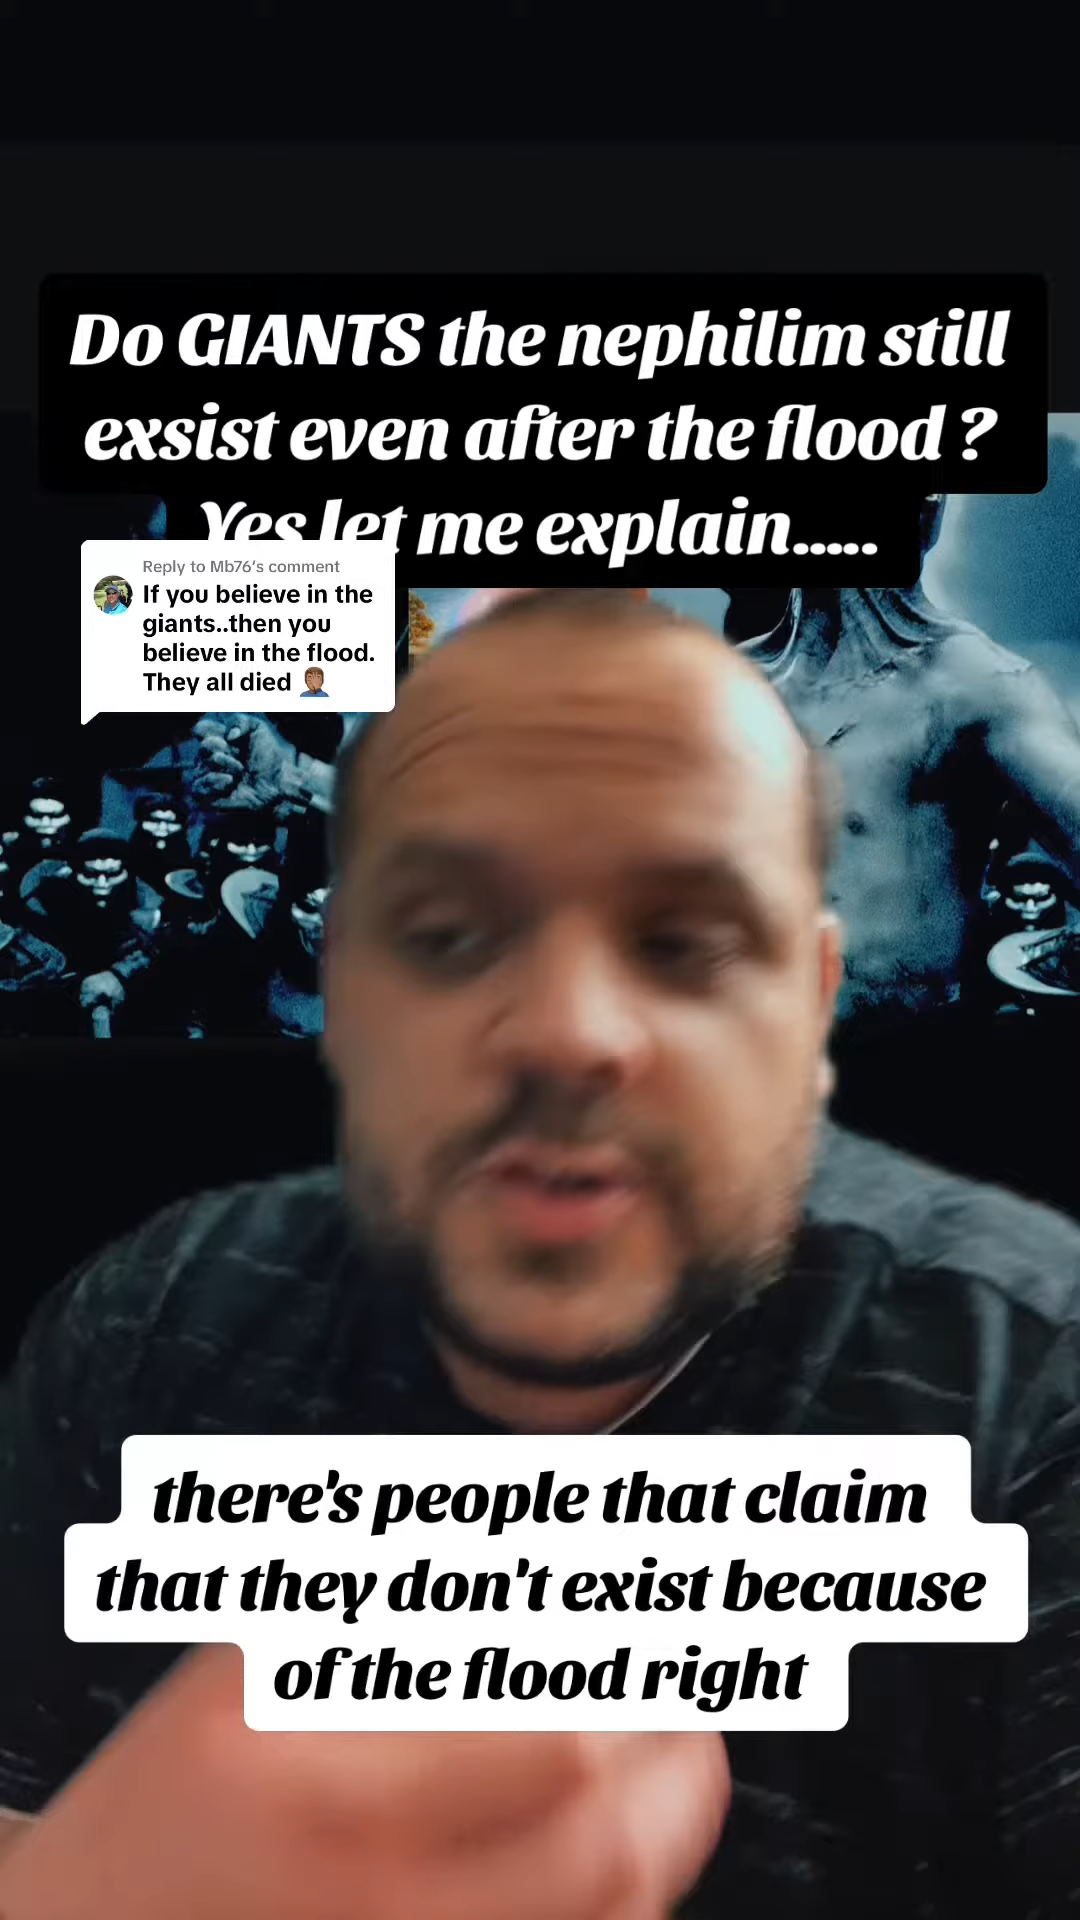 Do GIANTS the nephilim still
exsist even after the flood ?
Yes let me explain.....
Reply to Mb76's comment
If you believe in the
giants..then you
believe in the flood.
They all died 🤦🏽‍♂️
there's people that claim
that they don't exist because
of the flood right